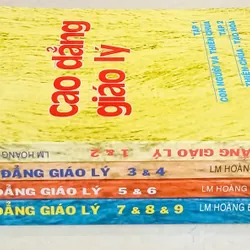 cao đẳng
giáo lý
TẬP 1
CON NGƯỜI VÀ THIÊN CHÚA
TẬP 2
THIÊN CHÚA
ĐẲNG GIÁO LÝ 1 & 2 LM HOÀNG
ĐẲNG GIÁO LÝ 3 & 4 LM HOÀN
ĐẲNG GIÁO LÝ 5 & 6 LM HOÀNG
ĐẲNG GIÁO LÝ 7 & 8 & 9 LM HOÀNG